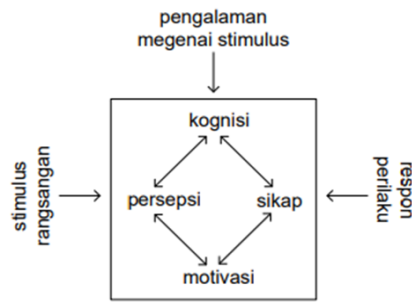 pengalaman
megenai stimulus
kognisi
stimulus
rangsangan
persepsi
sikap
respon
perilaku
motivasi